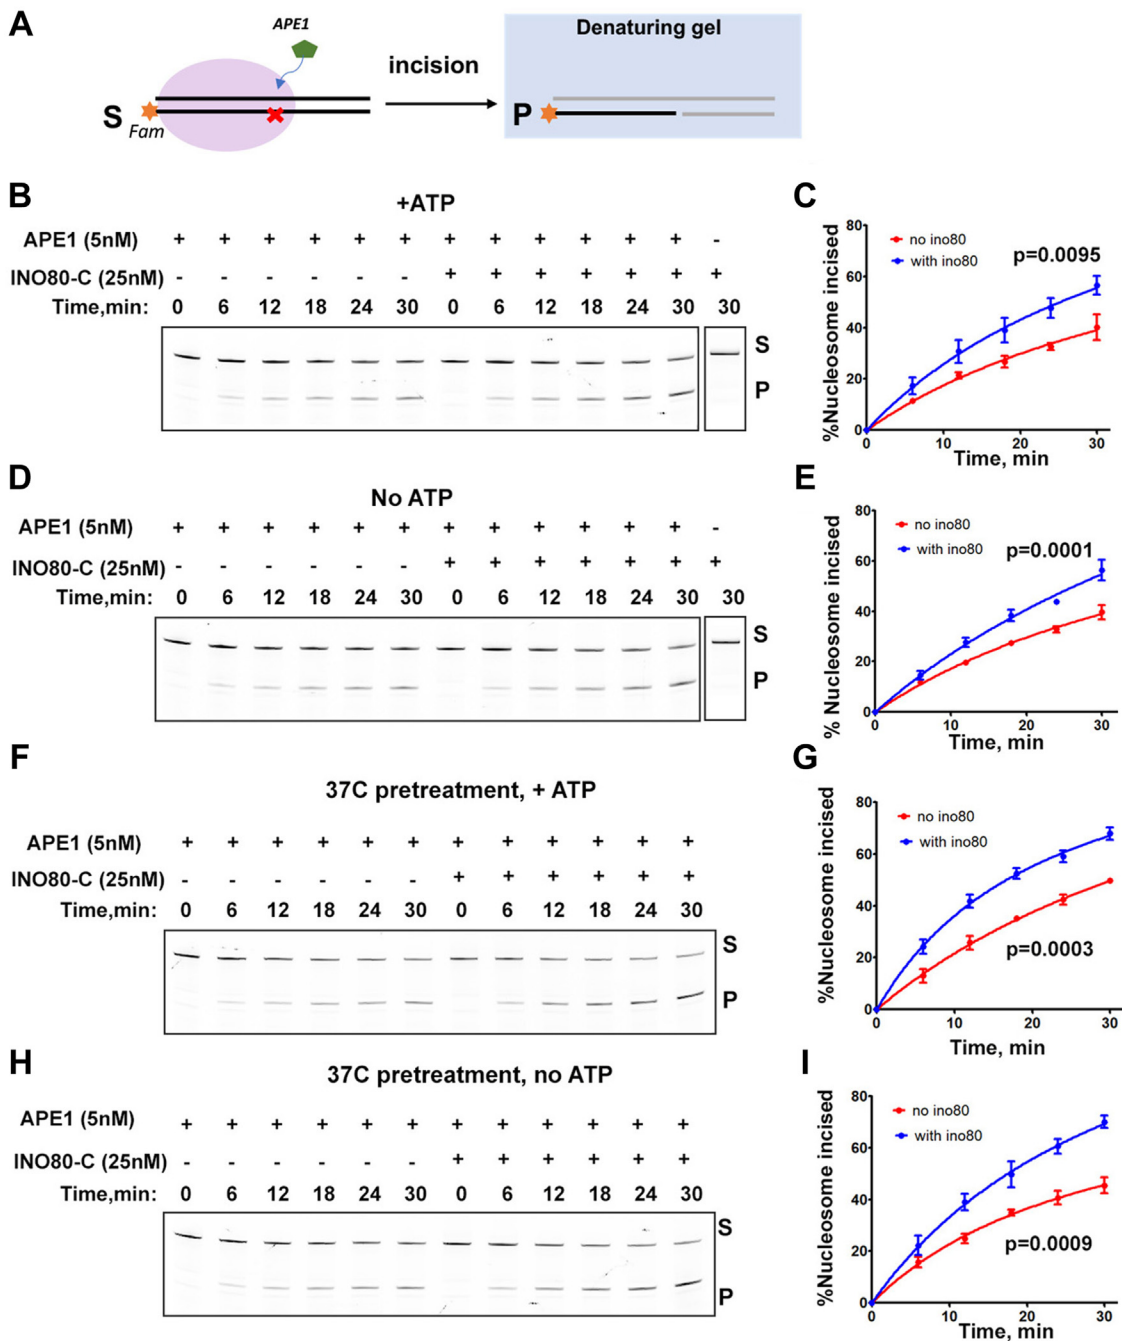 A
APE1
incision
Denaturing gel
S
Fam
P
B
+ATP
APE1 (5nM) + + + + + + + + + + + + -
INO80-C (25nM) - - - - - - + + + + + + +
Time,min: 0 6 12 18 24 30 0 6 12 18 24 30 30
S
P
C
%Nucleosome incised
80
60
40
20
0
no ino80
with ino80
p=0.0095
0 10 20 30
Time, min
D
No ATP
APE1 (5nM) + + + + + + + + + + + + -
INO80-C (25nM) - - - - - - + + + + + + +
Time,min: 0 6 12 18 24 30 0 6 12 18 24 30 30
S
P
E
% Nucleosome incised
80
60
40
20
0
no ino80
with ino80
p=0.0001
0 10 20 30
Time, min
F
37C pretreatment, + ATP
APE1 (5nM) + + + + + + + + + + + +
INO80-C (25nM) - - - - - - + + + + + +
Time,min: 0 6 12 18 24 30 0 6 12 18 24 30
S
P
G
%Nucleosome incised
80
60
40
20
0
no ino80
with ino80
p=0.0003
0 10 20 30
Time, min
H
37C pretreatment, no ATP
APE1 (5nM) + + + + + + + + + + + +
INO80-C (25nM) - - - - - - + + + + + +
Time,min: 0 6 12 18 24 30 0 6 12 18 24 30
S
P
I
%Nucleosome incised
80
60
40
20
0
no ino80
with ino80
p=0.0009
0 10 20 30
Time, min